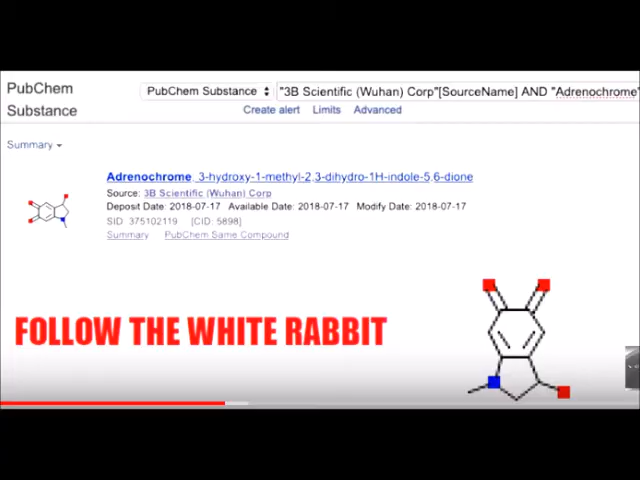 PubChem
Substance
PubChem Substance
"3B Scientific (Wuhan) Corp"[SourceName] AND "Adrenochrome"
Create alert Limits Advanced
Summary
Adrenochrome; 3-hydroxy-1-methyl-2,3-dihydro-1H-indole-5,6-dione
Source: 3B Scientific (Wuhan) Corp
Deposit Date: 2018-07-17 Available Date: 2018-07-17 Modify Date: 2018-07-17
SID: 375102119 [CID: 5898]
Summary PubChem Same Compound
FOLLOW THE WHITE RABBIT